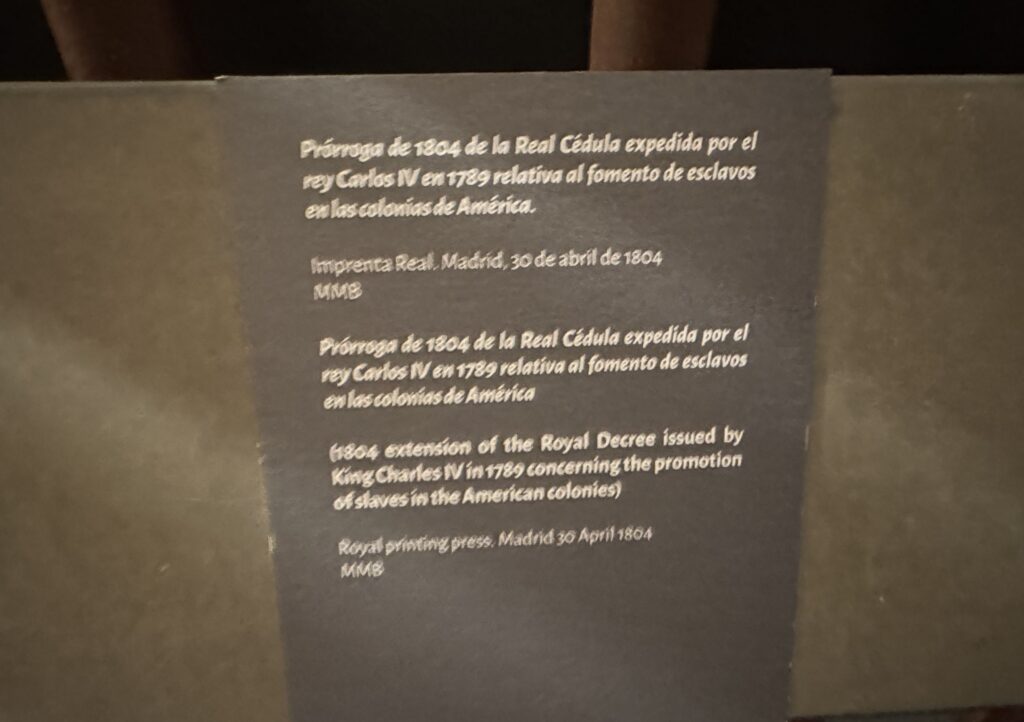 Prórroga de 1804 de la Real Cédula expedida por el
rey Carlos IV en 1789 relativa al fomento de esclavos
en las colonias de América.
Imprenta Real. Madrid, 30 de abril de 1804
MMB
Prórroga de 1804 de la Real Cédula expedida por el
rey Carlos IV en 1789 relativa al fomento de esclavos
en las colonias de América
(1804 extension of the Royal Decree issued by
King Charles IV in 1789 concerning the promotion
of slaves in the American colonies)
Royal printing press. Madrid 30 April 1804
MMB